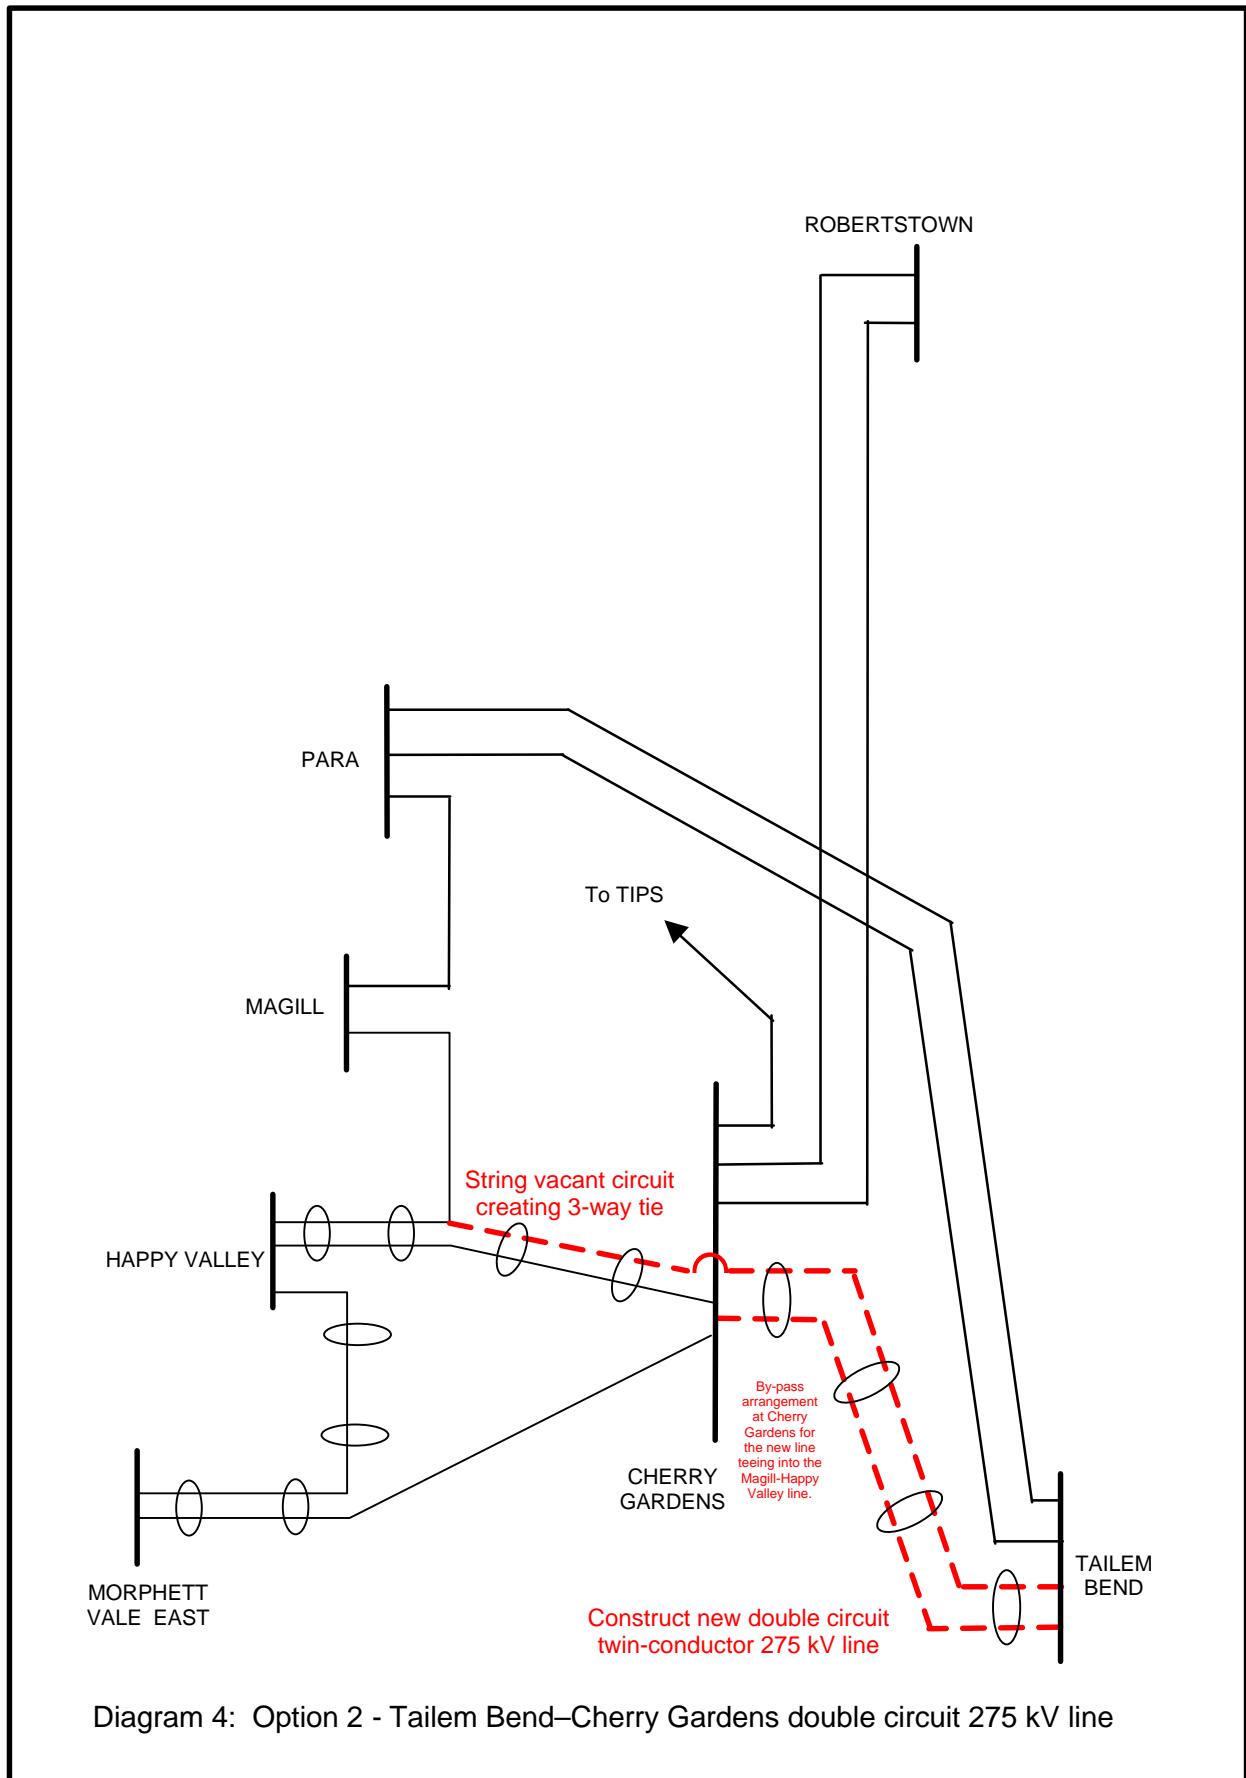 ROBERTSTOWN
PARA
To TIPS
MAGILL
String vacant circuit
creating 3-way tie
HAPPY VALLEY
By-pass
arrangement
at Cherry
Gardens for
the new line
teeing into the
Magill-Happy
Valley line.
CHERRY
GARDENS
TAILEM
BEND
MORPHETT
VALE  EAST
Construct new double circuit
twin-conductor 275 kV line
Diagram 4:  Option 2 - Tailem Bend–Cherry Gardens double circuit 275 kV line